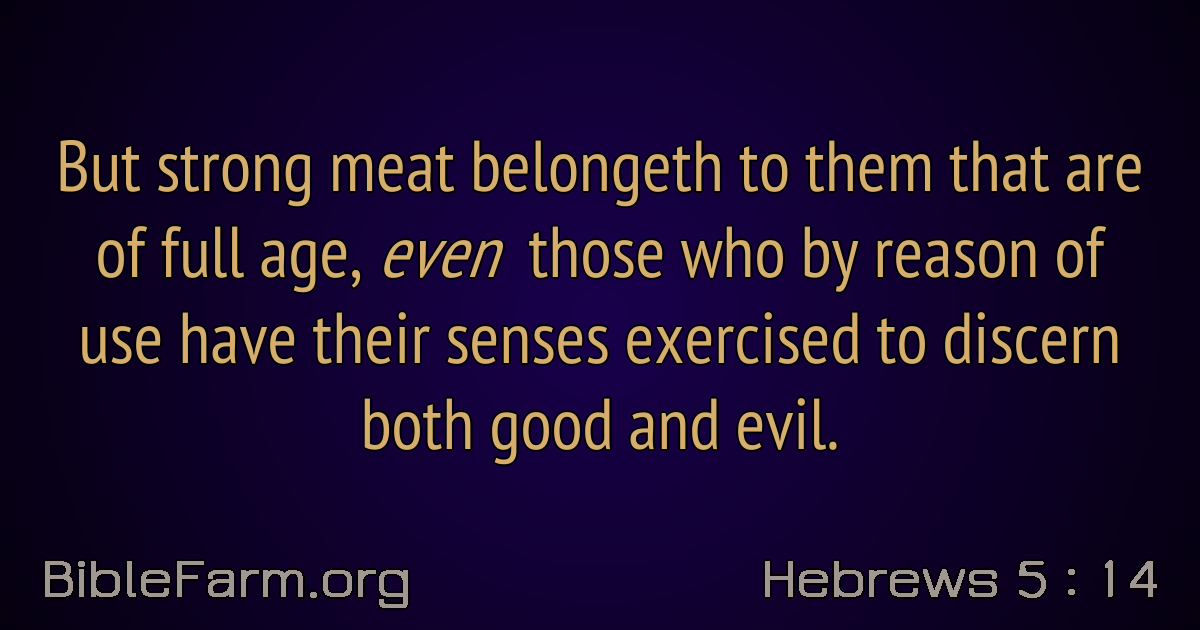 But strong meat belongeth to them that are
of full age, even those who by reason of
use have their senses exercised to discern
both good and evil.
BibleFarm.org
Hebrews 5 : 14